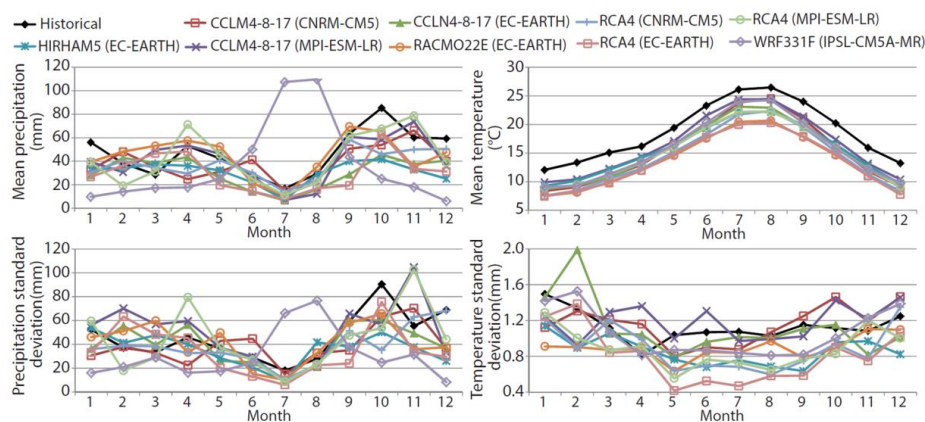 Historical CCLM4-8-17 (CNRM-CM5) CCLN4-8-17 (EC-EARTH) RCA4 (CNRM-CM5) RCA4 (MPI-ESM-LR)
HIRHAM5 (EC-EARTH) CCLM4-8-17 (MPI-ESM-LR) RACMO22E (EC-EARTH) RCA4 (EC-EARTH) WRF331F (IPSL-CM5A-MR)
Mean precipitation
(mm)
120
100
80
60
40
20
0
1 2 3 4 5 6 7 8 9 10 11 12
Month
Mean temperature
(°C)
30
25
20
15
10
5
1 2 3 4 5 6 7 8 9 10 11 12
Month
Precipitation standard
deviation(mm)
120
100
80
60
40
20
0
1 2 3 4 5 6 7 8 9 10 11 12
Month
Temperature standard
deviation(mm)
2.0
1.6
1.2
0.8
0.4
1 2 3 4 5 6 7 8 9 10 11 12
Month